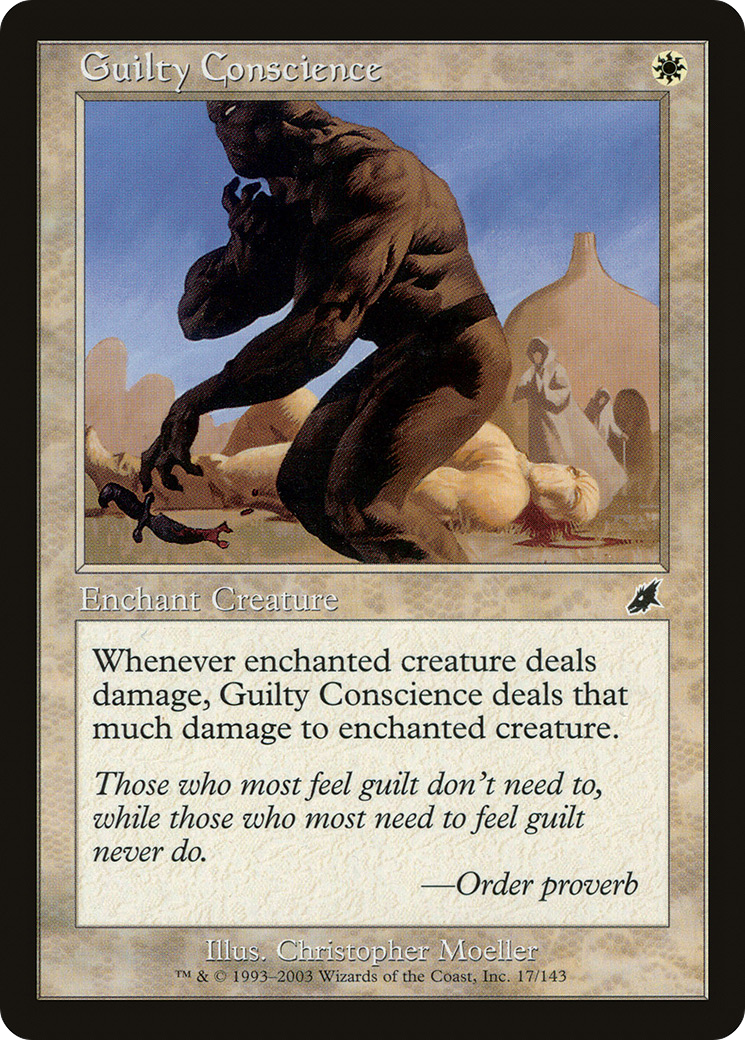 Guilty Conscience
Enchant Creature
Whenever enchanted creature deals
damage, Guilty Conscience deals that
much damage to enchanted creature.
Those who most feel guilt don't need to,
while those who most need to feel guilt
never do.
—Order proverb
Illus. Christopher Moeller
™ & © 1993–2003 Wizards of the Coast, Inc. 17/143